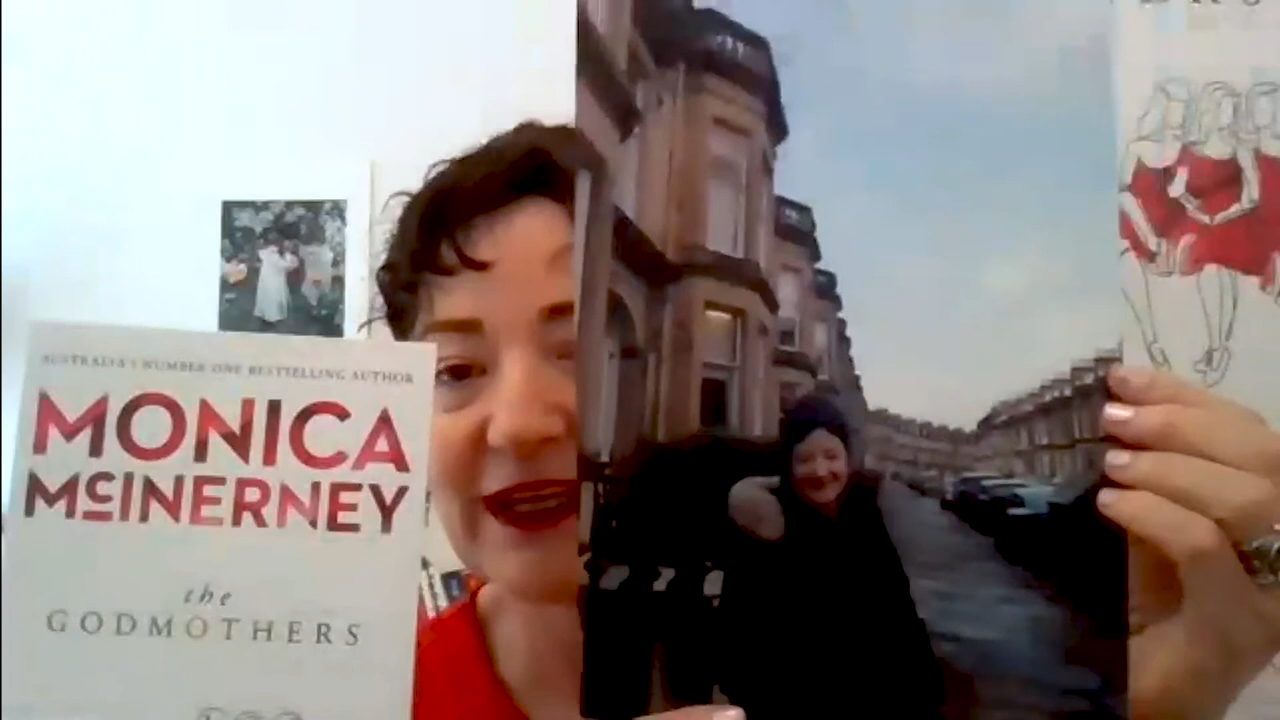 AUSTRALIA'S NUMBER ONE BESTSELLING AUTHOR
MONICA
McINERNEY
the
GODMOTHERS